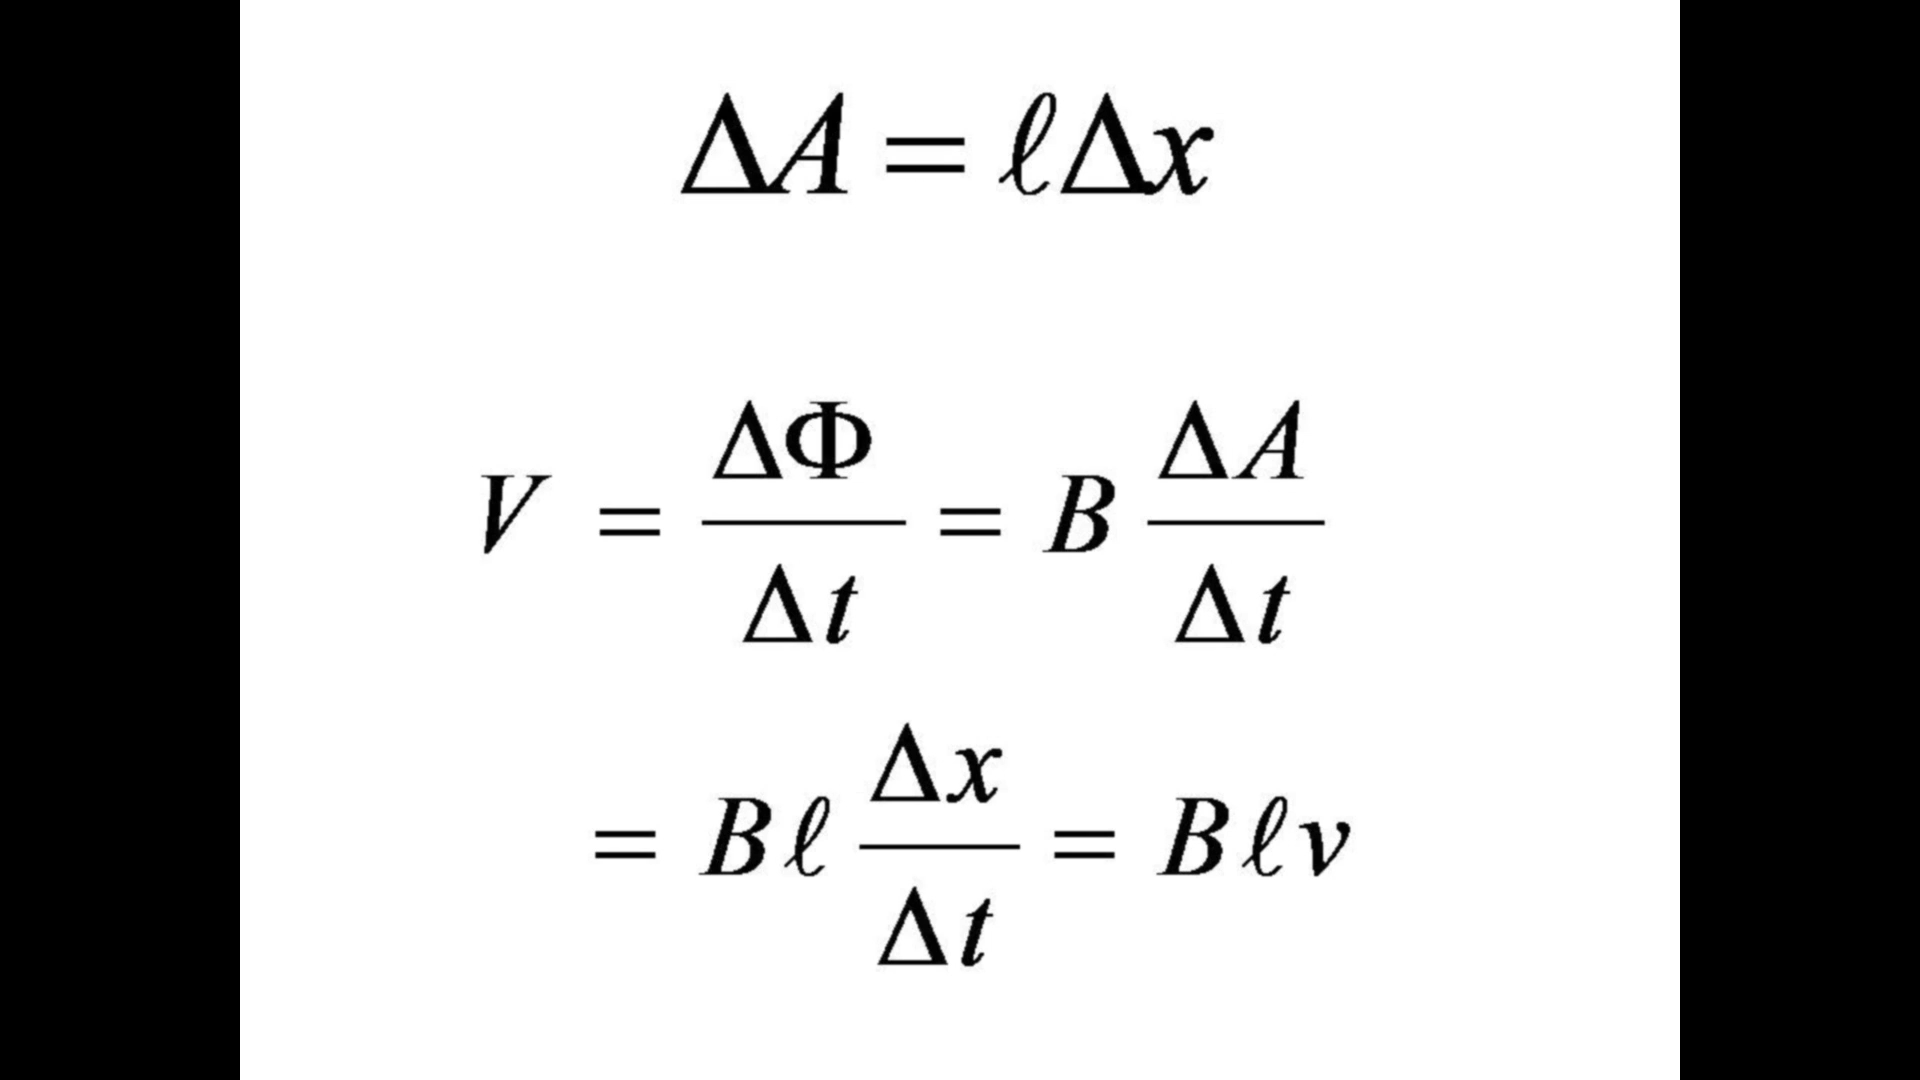 ΔA = ℓΔx
V = ΔΦ/Δt = B ΔA/Δt
= Bℓ Δx/Δt = Bℓv